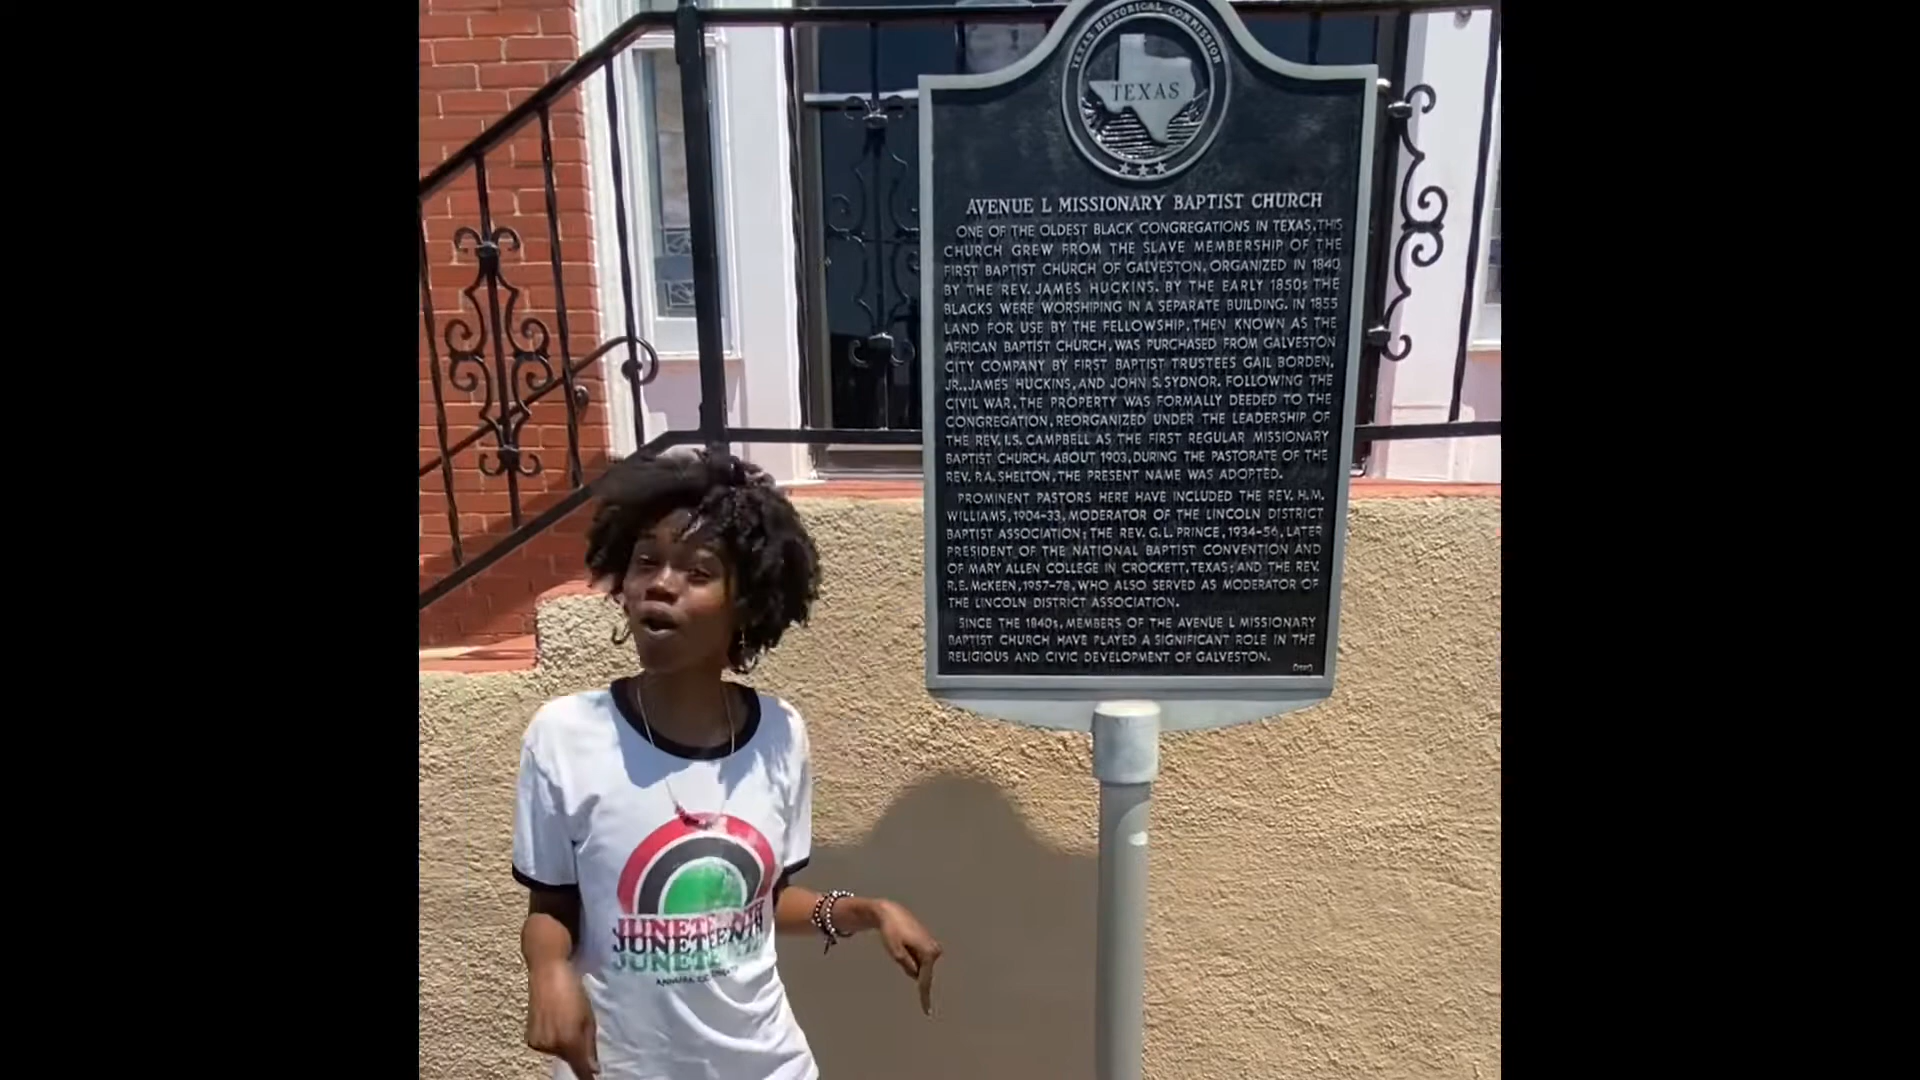 TEXAS HISTORICAL COMMISSION
TEXAS
AVENUE L MISSIONARY BAPTIST CHURCH
ONE OF THE OLDEST BLACK CONGREGATIONS IN TEXAS, THIS
CHURCH GREW FROM THE SLAVE MEMBERSHIP OF THE
FIRST BAPTIST CHURCH OF GALVESTON, ORGANIZED IN 1840
BY THE REV. JAMES HUCKINS. BY THE EARLY 1850s THE
BLACKS WERE WORSHIPING IN A SEPARATE BUILDING. IN 1855
LAND FOR USE BY THE FELLOWSHIP, THEN KNOWN AS THE
AFRICAN BAPTIST CHURCH, WAS PURCHASED FROM GALVESTON
CITY COMPANY BY FIRST BAPTIST TRUSTEES GAIL BORDEN,
JR., JAMES HUCKINS, AND JOHN S. SYDNOR. FOLLOWING THE
CIVIL WAR, THE PROPERTY WAS FORMALLY DEEDED TO THE
CONGREGATION, REORGANIZED UNDER THE LEADERSHIP OF
THE REV. I.S. CAMPBELL AS THE FIRST REGULAR MISSIONARY
BAPTIST CHURCH. ABOUT 1903, DURING THE PASTORATE OF THE
REV. P.A. SHELTON, THE PRESENT NAME WAS ADOPTED.
PROMINENT PASTORS HERE HAVE INCLUDED THE REV. H.M.
WILLIAMS, 1904-33, MODERATOR OF THE LINCOLN DISTRICT
BAPTIST ASSOCIATION; THE REV. G.L. PRINCE, 1934-56, LATER
PRESIDENT OF THE NATIONAL BAPTIST CONVENTION AND
OF MARY ALLEN COLLEGE IN CROCKETT, TEXAS; AND THE REV.
R.E. McKEEN, 1957-78, WHO ALSO SERVED AS MODERATOR OF
THE LINCOLN DISTRICT ASSOCIATION.
SINCE THE 1840s, MEMBERS OF THE AVENUE L MISSIONARY
BAPTIST CHURCH HAVE PLAYED A SIGNIFICANT ROLE IN THE
RELIGIOUS AND CIVIC DEVELOPMENT OF GALVESTON.
JUNETEENTH
JUNETEENTH
JUNETEENTH